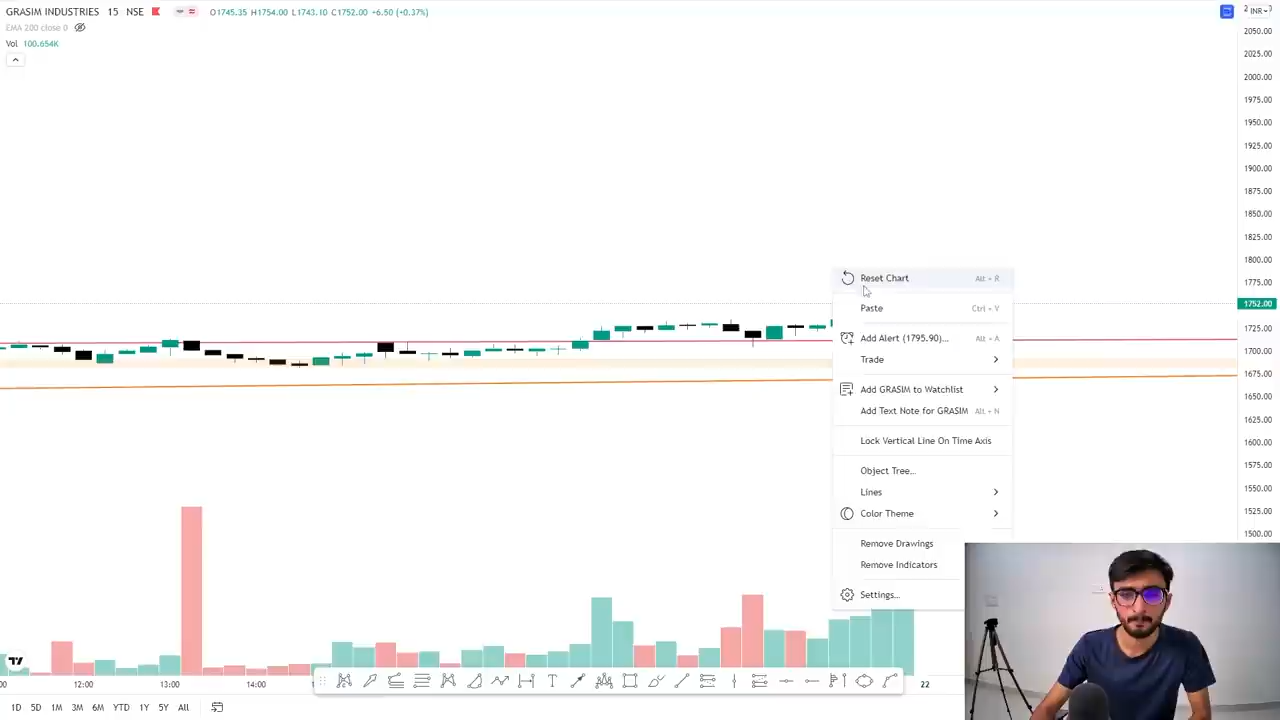 GRASIM INDUSTRIES 15 NSE O1745.35 H1754.00 L1743.10 C1752.00 +6.50 (+0.37%)
EMA 200 close 0
Vol 100.654K
INR
2050.00
2025.00
2000.00
1975.00
1950.00
1925.00
1900.00
1875.00
1850.00
1825.00
1800.00
1775.00
1752.00
1725.00
1700.00
1675.00
1650.00
1625.00
1600.00
1575.00
1550.00
1525.00
1500.00
Reset Chart Alt + R
Paste Ctrl + V
Add Alert (1795.90)... Alt + A
Trade
Add GRASIM to Watchlist
Add Text Note for GRASIM Alt + N
Lock Vertical Line On Time Axis
Object Tree...
Lines
Color Theme
Remove Drawings
Remove Indicators
Settings...
12:00 13:00 14:00 22
1D 5D 1M 3M 6M YTD 1Y 5Y All